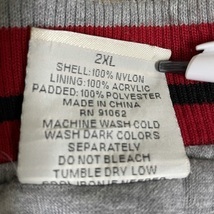 2XL
SHELL:100% NYLON
LINING:100% ACRYLIC
PADDED:100% POLYESTER
MADE IN CHINA
RN 91062
MACHINE WASH COLD
WASH DARK COLORS
SEPARATELY
DO NOT BLEACH
TUMBLE DRY LOW